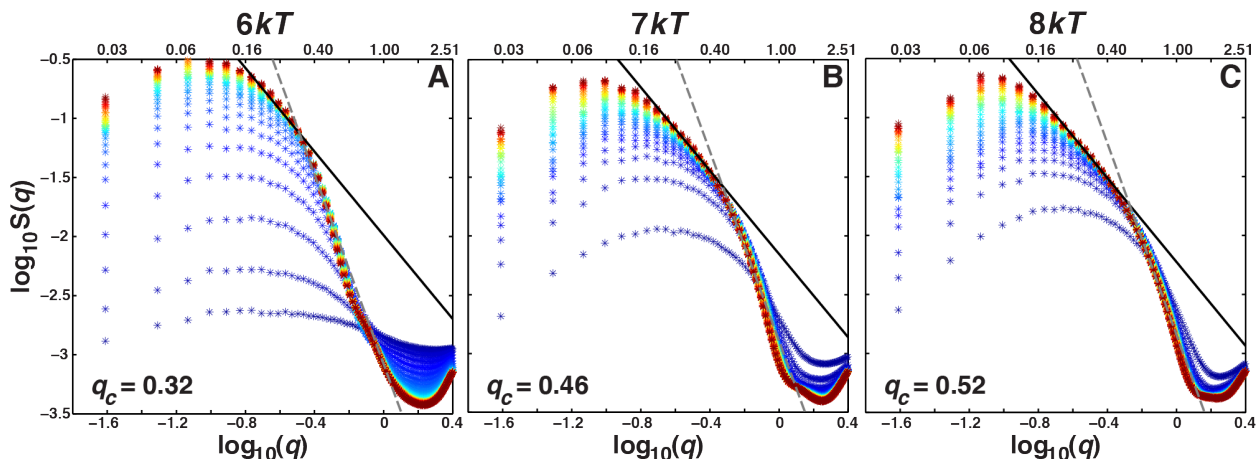 6kT 7kT 8kT
0.03 0.06 0.16 0.40 1.00 2.51 0.03 0.06 0.16 0.40 1.00 2.51 0.03 0.06 0.16 0.40 1.00 2.51
A B C
log10S(q)
−0.5
−1
−1.5
−2
−2.5
−3
−3.5
qc = 0.32 qc = 0.46 qc = 0.52
−1.6 −1.2 −0.8 −0.4 0 −1.6 −1.2 −0.8 −0.4 0 −1.6 −1.2 −0.8 −0.4 0 0.4
log10(q) log10(q) log10(q)